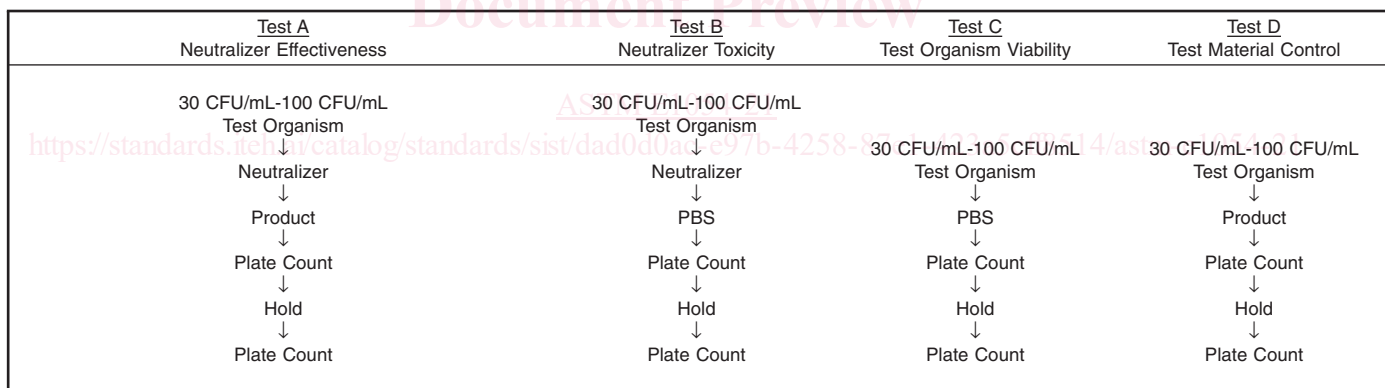 Document Preview
Test A
Neutralizer Effectiveness
30 CFU/mL-100 CFU/mL
Test Organism
↓
Neutralizer
↓
Product
↓
Plate Count
↓
Hold
↓
Plate Count
Test B
Neutralizer Toxicity
30 CFU/mL-100 CFU/mL
Test Organism
↓
Neutralizer
↓
PBS
↓
Plate Count
↓
Hold
↓
Plate Count
Test C
Test Organism Viability
30 CFU/mL-100 CFU/mL
Test Organism
↓
PBS
↓
Plate Count
↓
Hold
↓
Plate Count
Test D
Test Material Control
30 CFU/mL-100 CFU/mL
Test Organism
↓
Product
↓
Plate Count
↓
Hold
↓
Plate Count
ASTM E1054-21